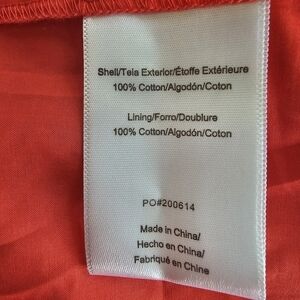 Shell/Tela Exterior/Étoffe Extérieure
100% Cotton/Algodón/Coton
Lining/Forro/Doublure
100% Cotton/Algodón/Coton
PO#200614
Made in China/
Hecho en China/
Fabriqué en Chine